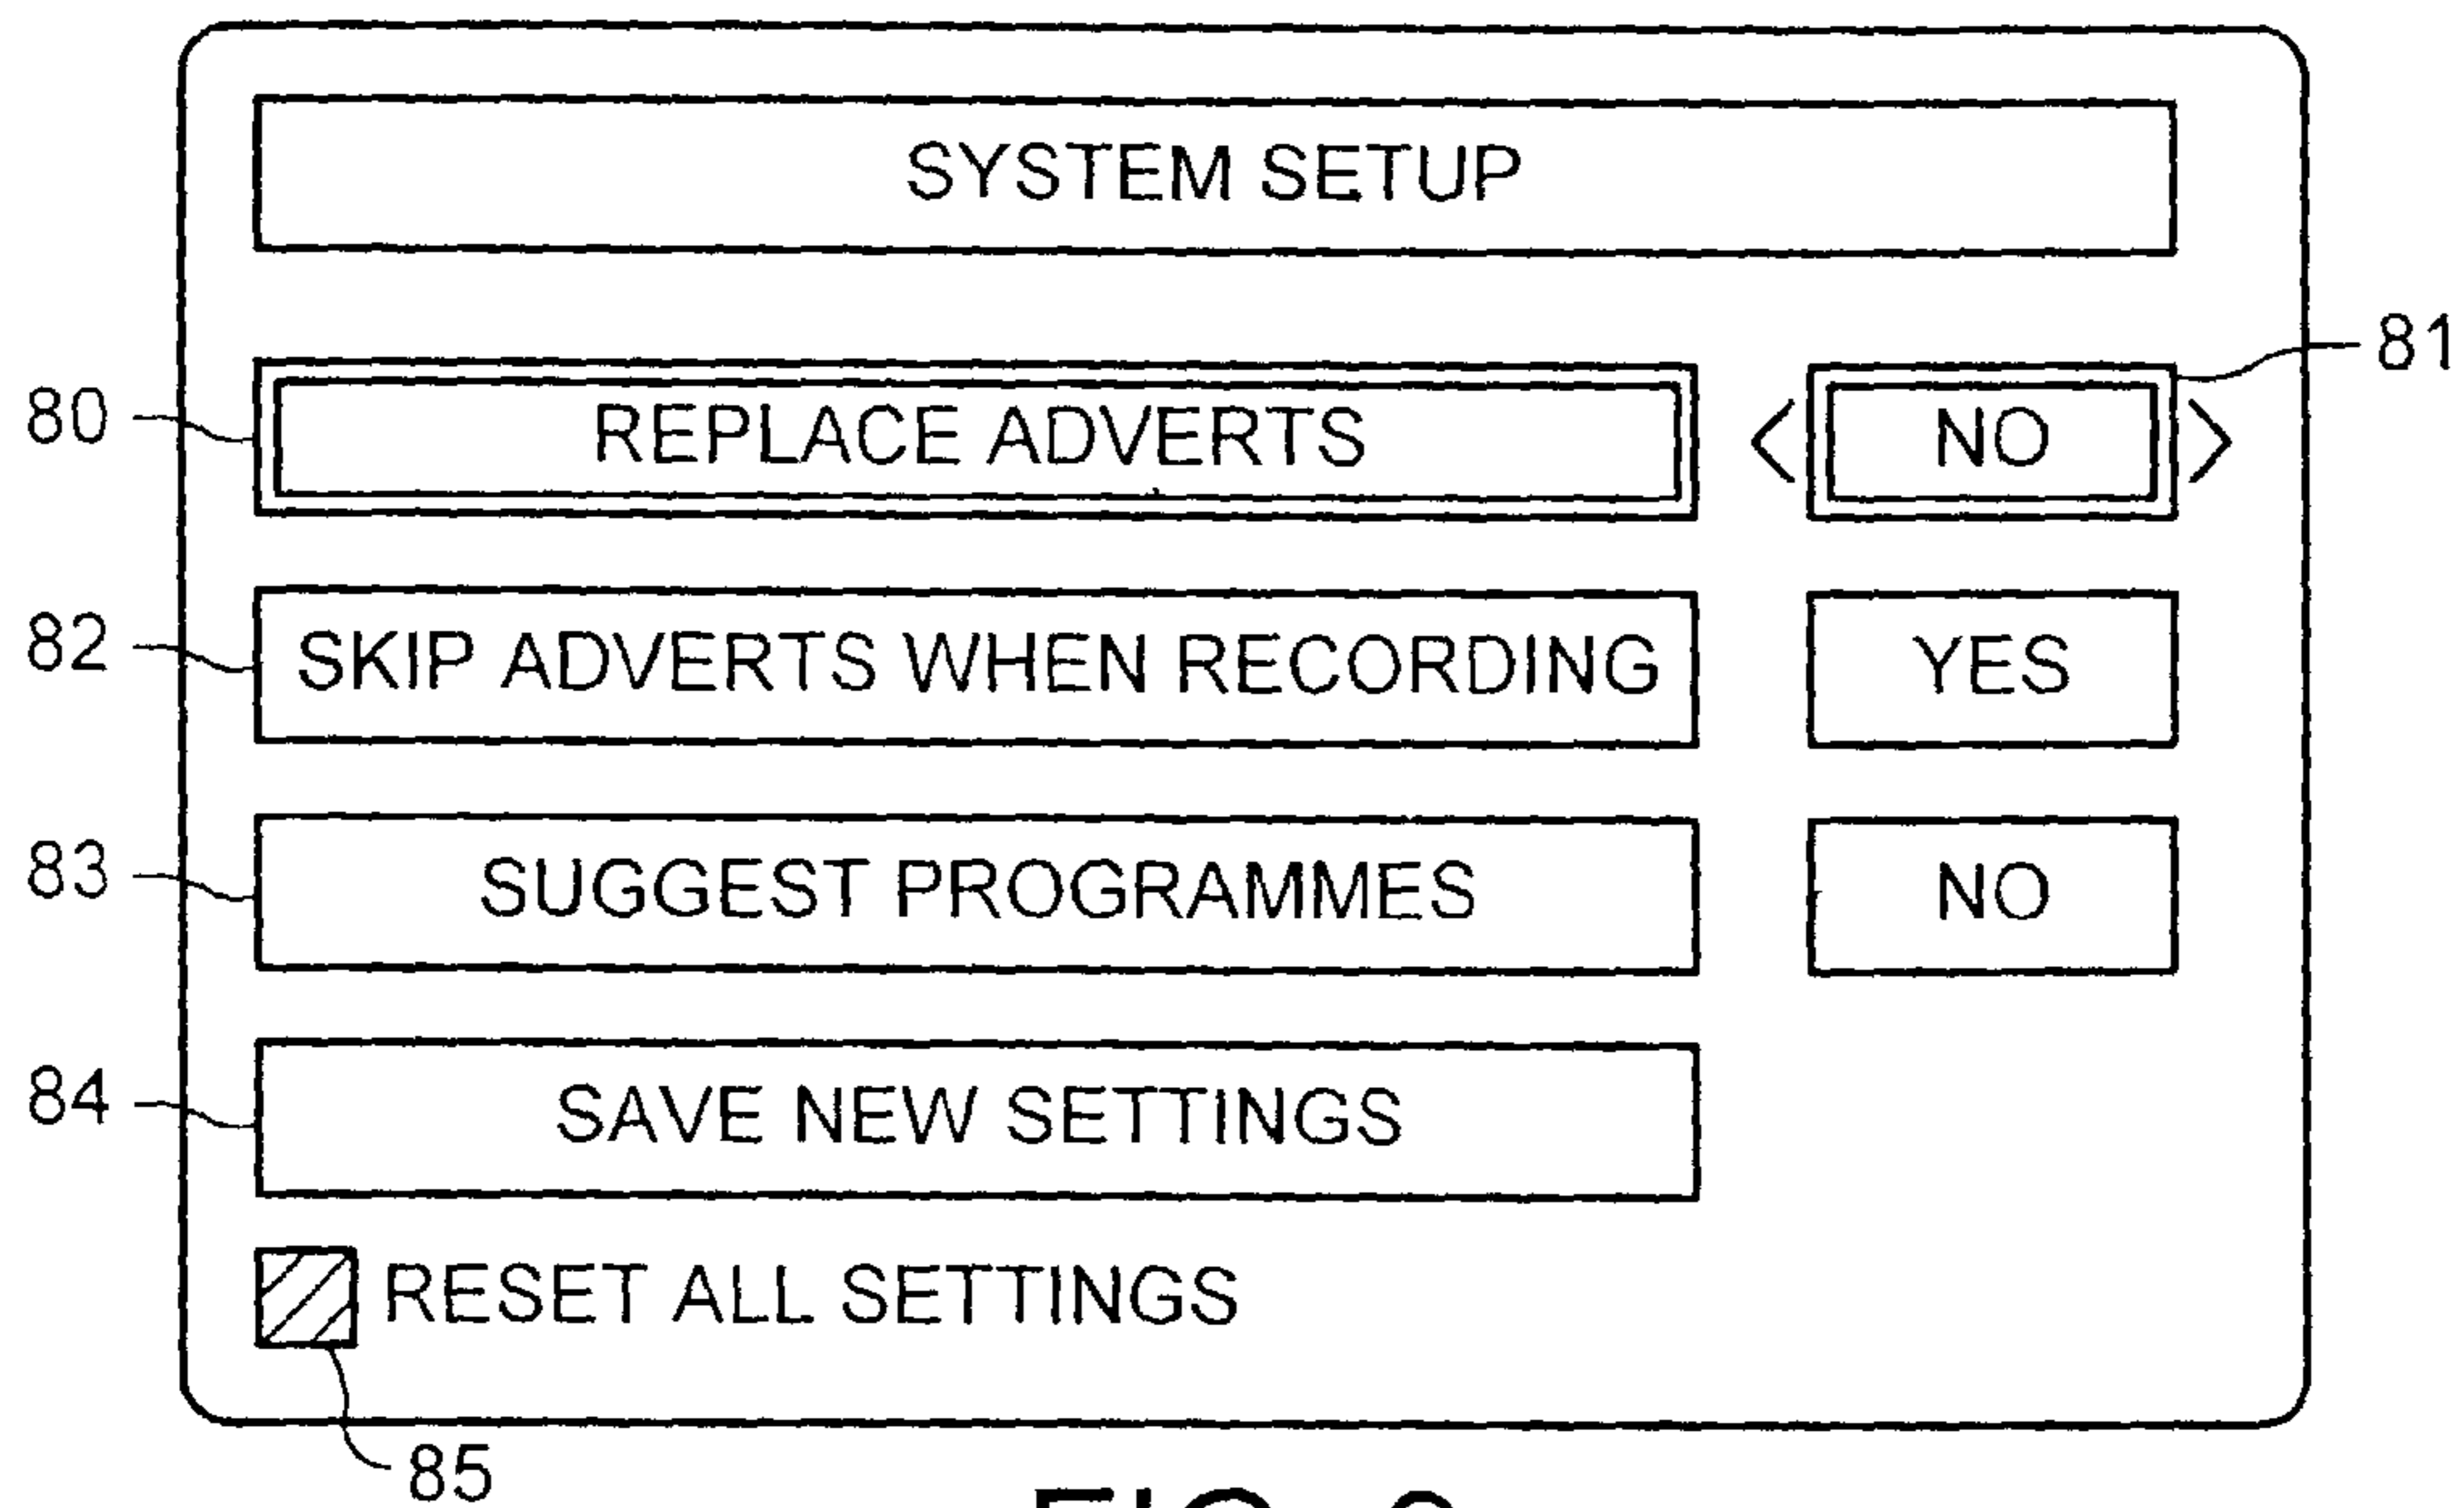 SYSTEM SETUP
81
80 REPLACE ADVERTS < NO >
82 SKIP ADVERTS WHEN RECORDING YES
83 SUGGEST PROGRAMMES NO
84 SAVE NEW SETTINGS
RESET ALL SETTINGS
85